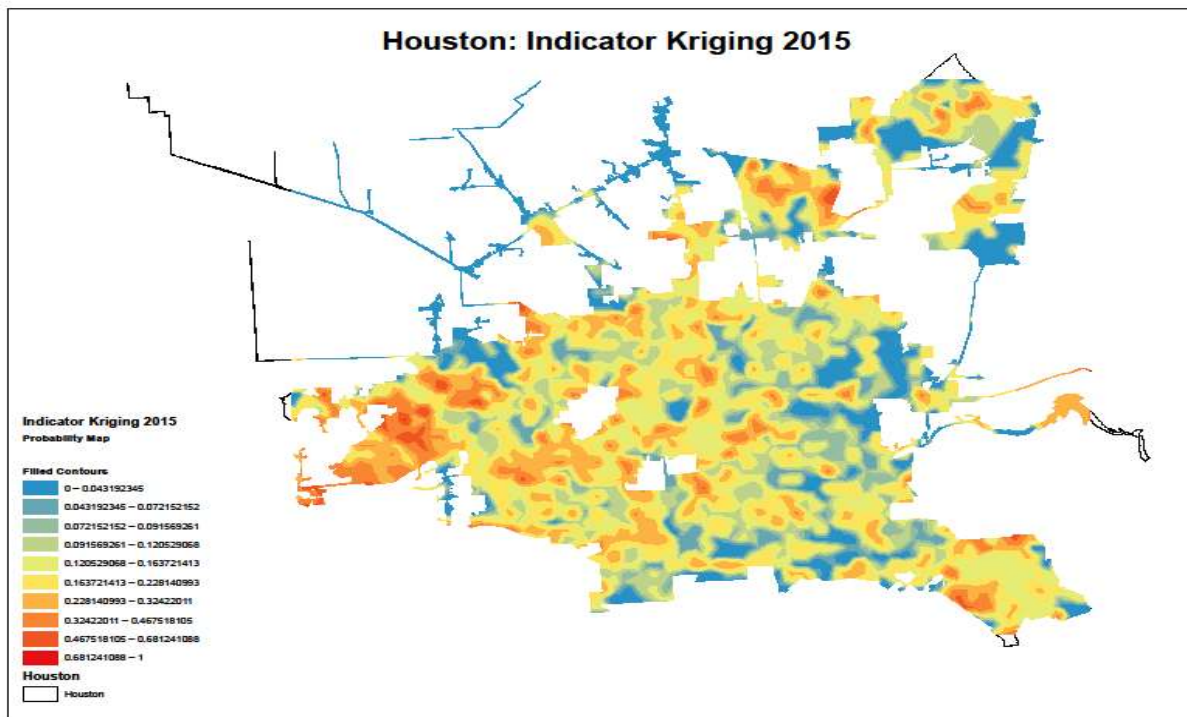 Houston: Indicator Kriging 2015
Indicator Kriging 2015
Probability Map
Filled Contours
0 – 0.043192345
0.043192345 – 0.072152152
0.072152152 – 0.091569261
0.091569261 – 0.120529068
0.120529068 – 0.163721413
0.163721413 – 0.228140993
0.228140993 – 0.32422011
0.32422011 – 0.467518105
0.467518105 – 0.681241088
0.681241088 – 1
Houston
Houston